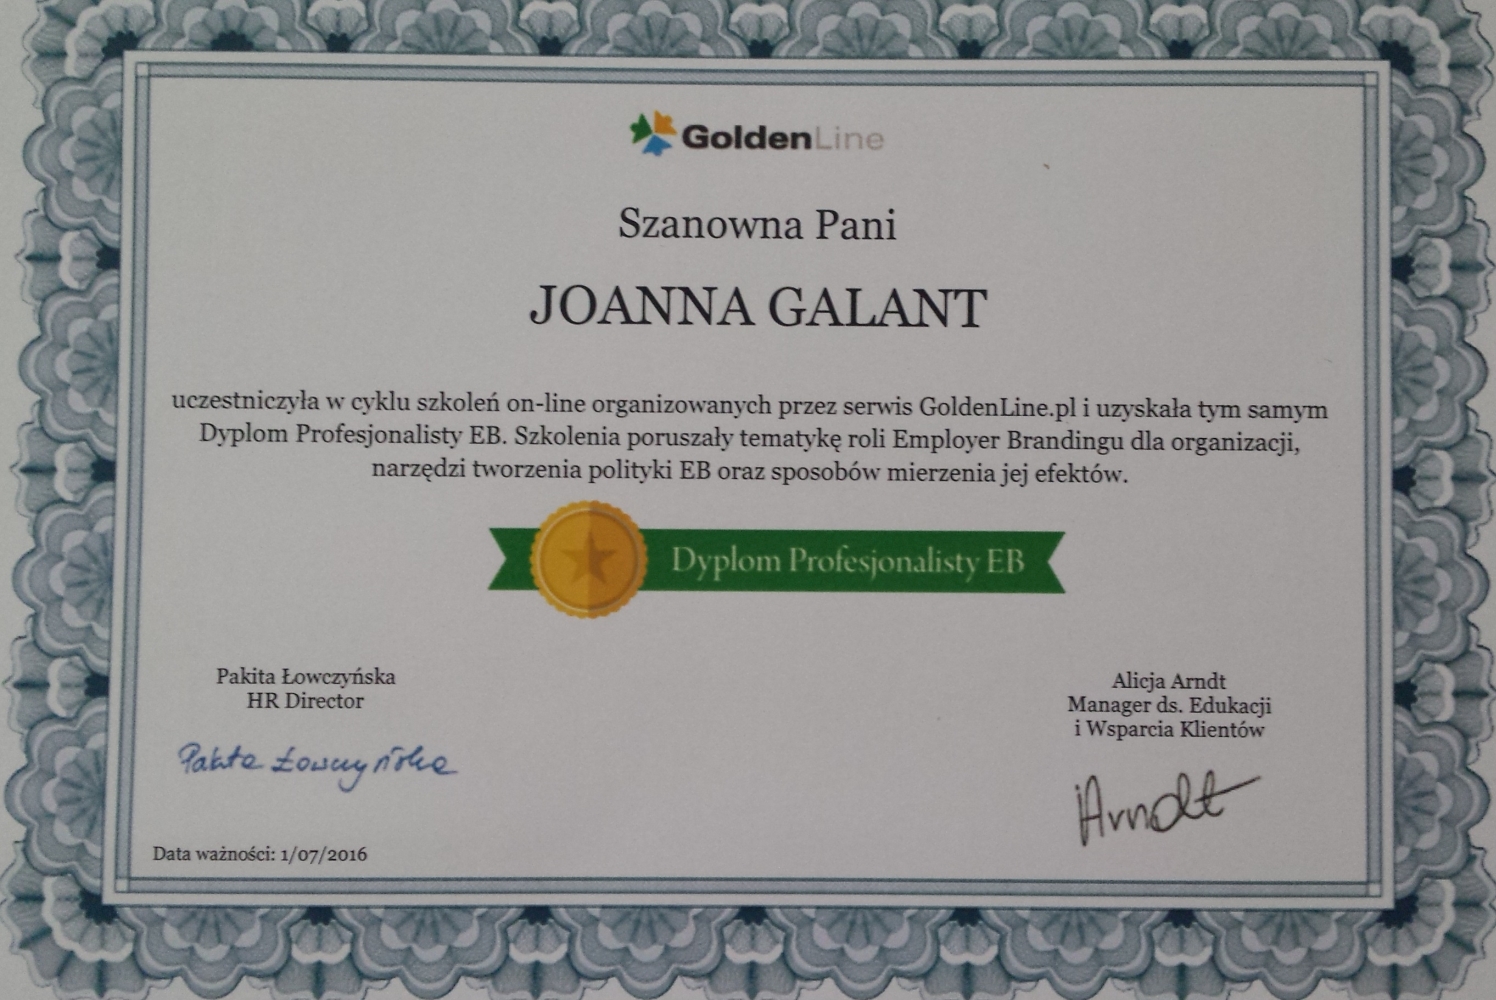 GoldenLine
Szanowna Pani
JOANNA GALANT
uczestniczyła w cyklu szkoleń on-line organizowanych przez serwis GoldenLine.pl i uzyskała tym samym
Dyplom Profesjonalisty EB. Szkolenia poruszały tematykę roli Employer Brandingu dla organizacji,
narzędzi tworzenia polityki EB oraz sposobów mierzenia jej efektów.
Dyplom Profesjonalisty EB
Pakita Łowczyńska
HR Director
Pakita Łowczyńska
Alicja Arndt
Manager ds. Edukacji
i Wsparcia Klientów
Arndt
Data ważności: 1/07/2016